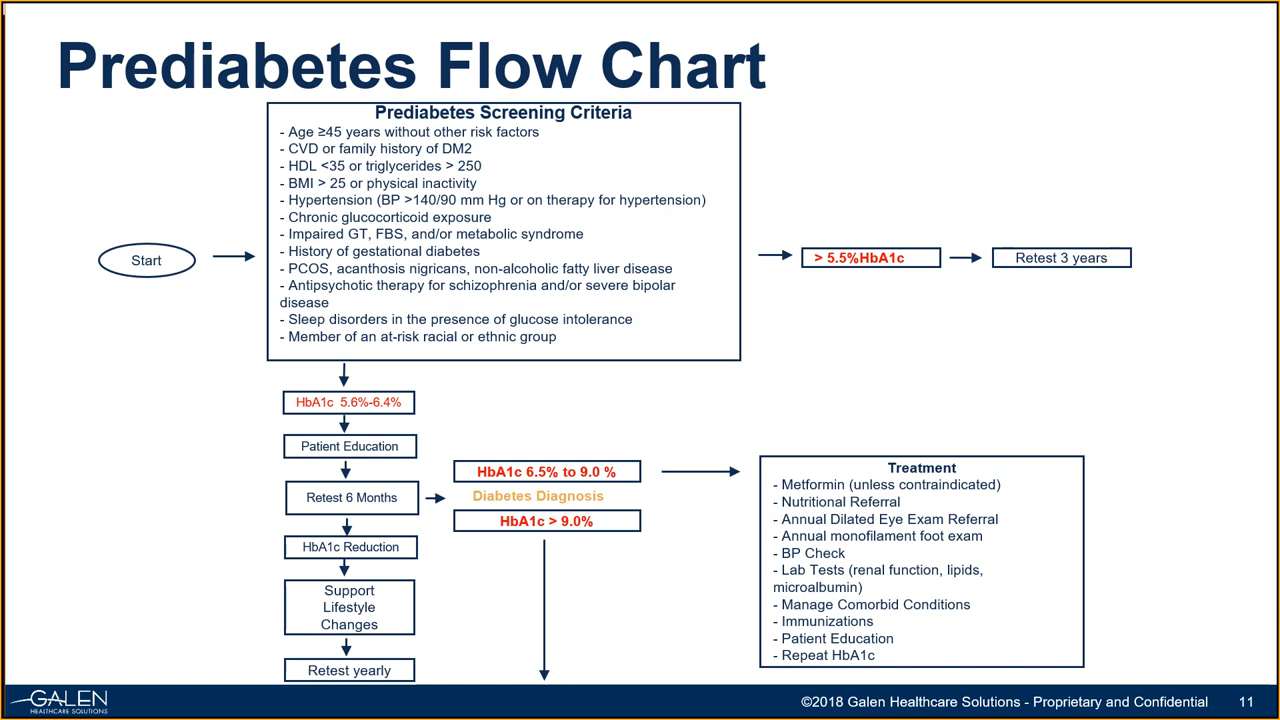 Prediabetes Flow Chart
Prediabetes Screening Criteria
- Age ≥45 years without other risk factors
- CVD or family history of DM2
- HDL <35 or triglycerides > 250
- BMI > 25 or physical inactivity
- Hypertension (BP >140/90 mm Hg or on therapy for hypertension)
- Chronic glucocorticoid exposure
- Impaired GT, FBS, and/or metabolic syndrome
- History of gestational diabetes
- PCOS, acanthosis nigricans, non-alcoholic fatty liver disease
- Antipsychotic therapy for schizophrenia and/or severe bipolar
disease
- Sleep disorders in the presence of glucose intolerance
- Member of an at-risk racial or ethnic group
Start
> 5.5%HbA1c
Retest 3 years
HbA1c 5.6%-6.4%
Patient Education
Retest 6 Months
HbA1c Reduction
Support
Lifestyle
Changes
Retest yearly
HbA1c 6.5% to 9.0 %
Diabetes Diagnosis
HbA1c > 9.0%
Treatment
- Metformin (unless contraindicated)
- Nutritional Referral
- Annual Dilated Eye Exam Referral
- Annual monofilament foot exam
- BP Check
- Lab Tests (renal function, lipids,
microalbumin)
- Manage Comorbid Conditions
- Immunizations
- Patient Education
- Repeat HbA1c
GALEN
HEALTHCARE SOLUTIONS
©2018 Galen Healthcare Solutions - Proprietary and Confidential
11